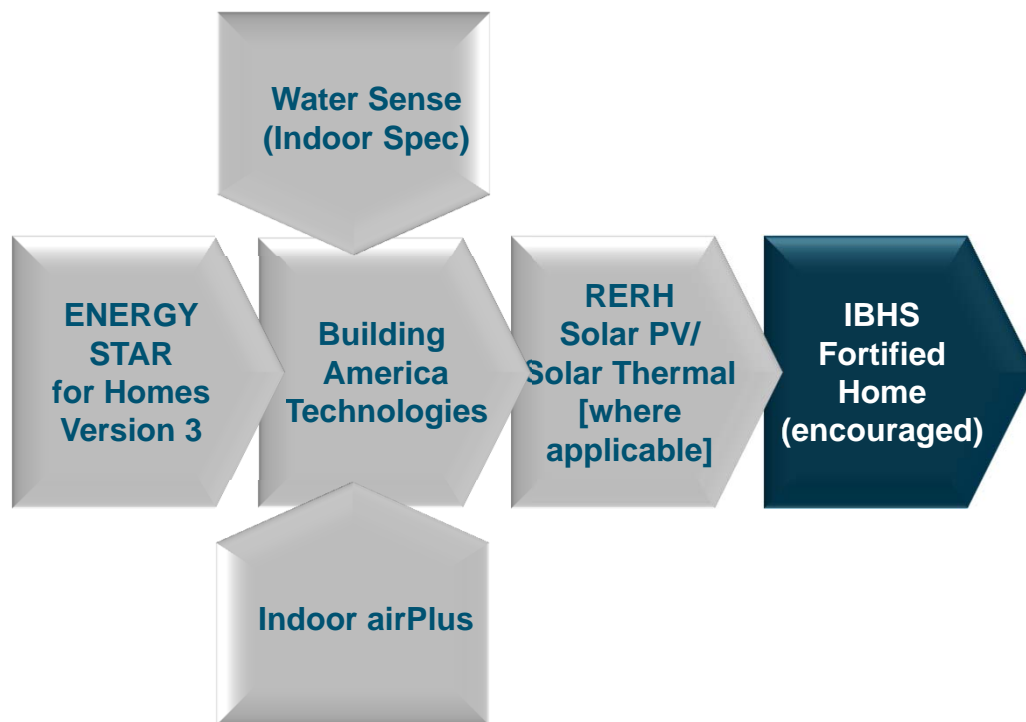 Water Sense
(Indoor Spec)
ENERGY
STAR
for Homes
Version 3
Building
America
Technologies
RERH
Solar PV/
Solar Thermal
[where
applicable]
IBHS
Fortified
Home
(encouraged)
Indoor airPlus